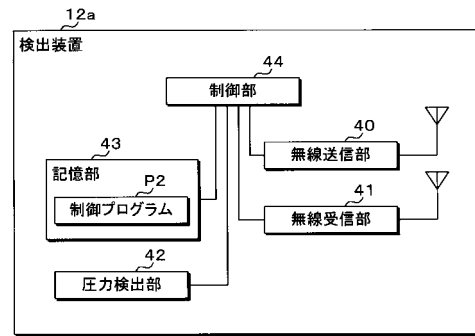 12a
検出装置
44
制御部
40
無線送信部
43
記憶部
P2
制御プログラム
41
無線受信部
42
圧力検出部